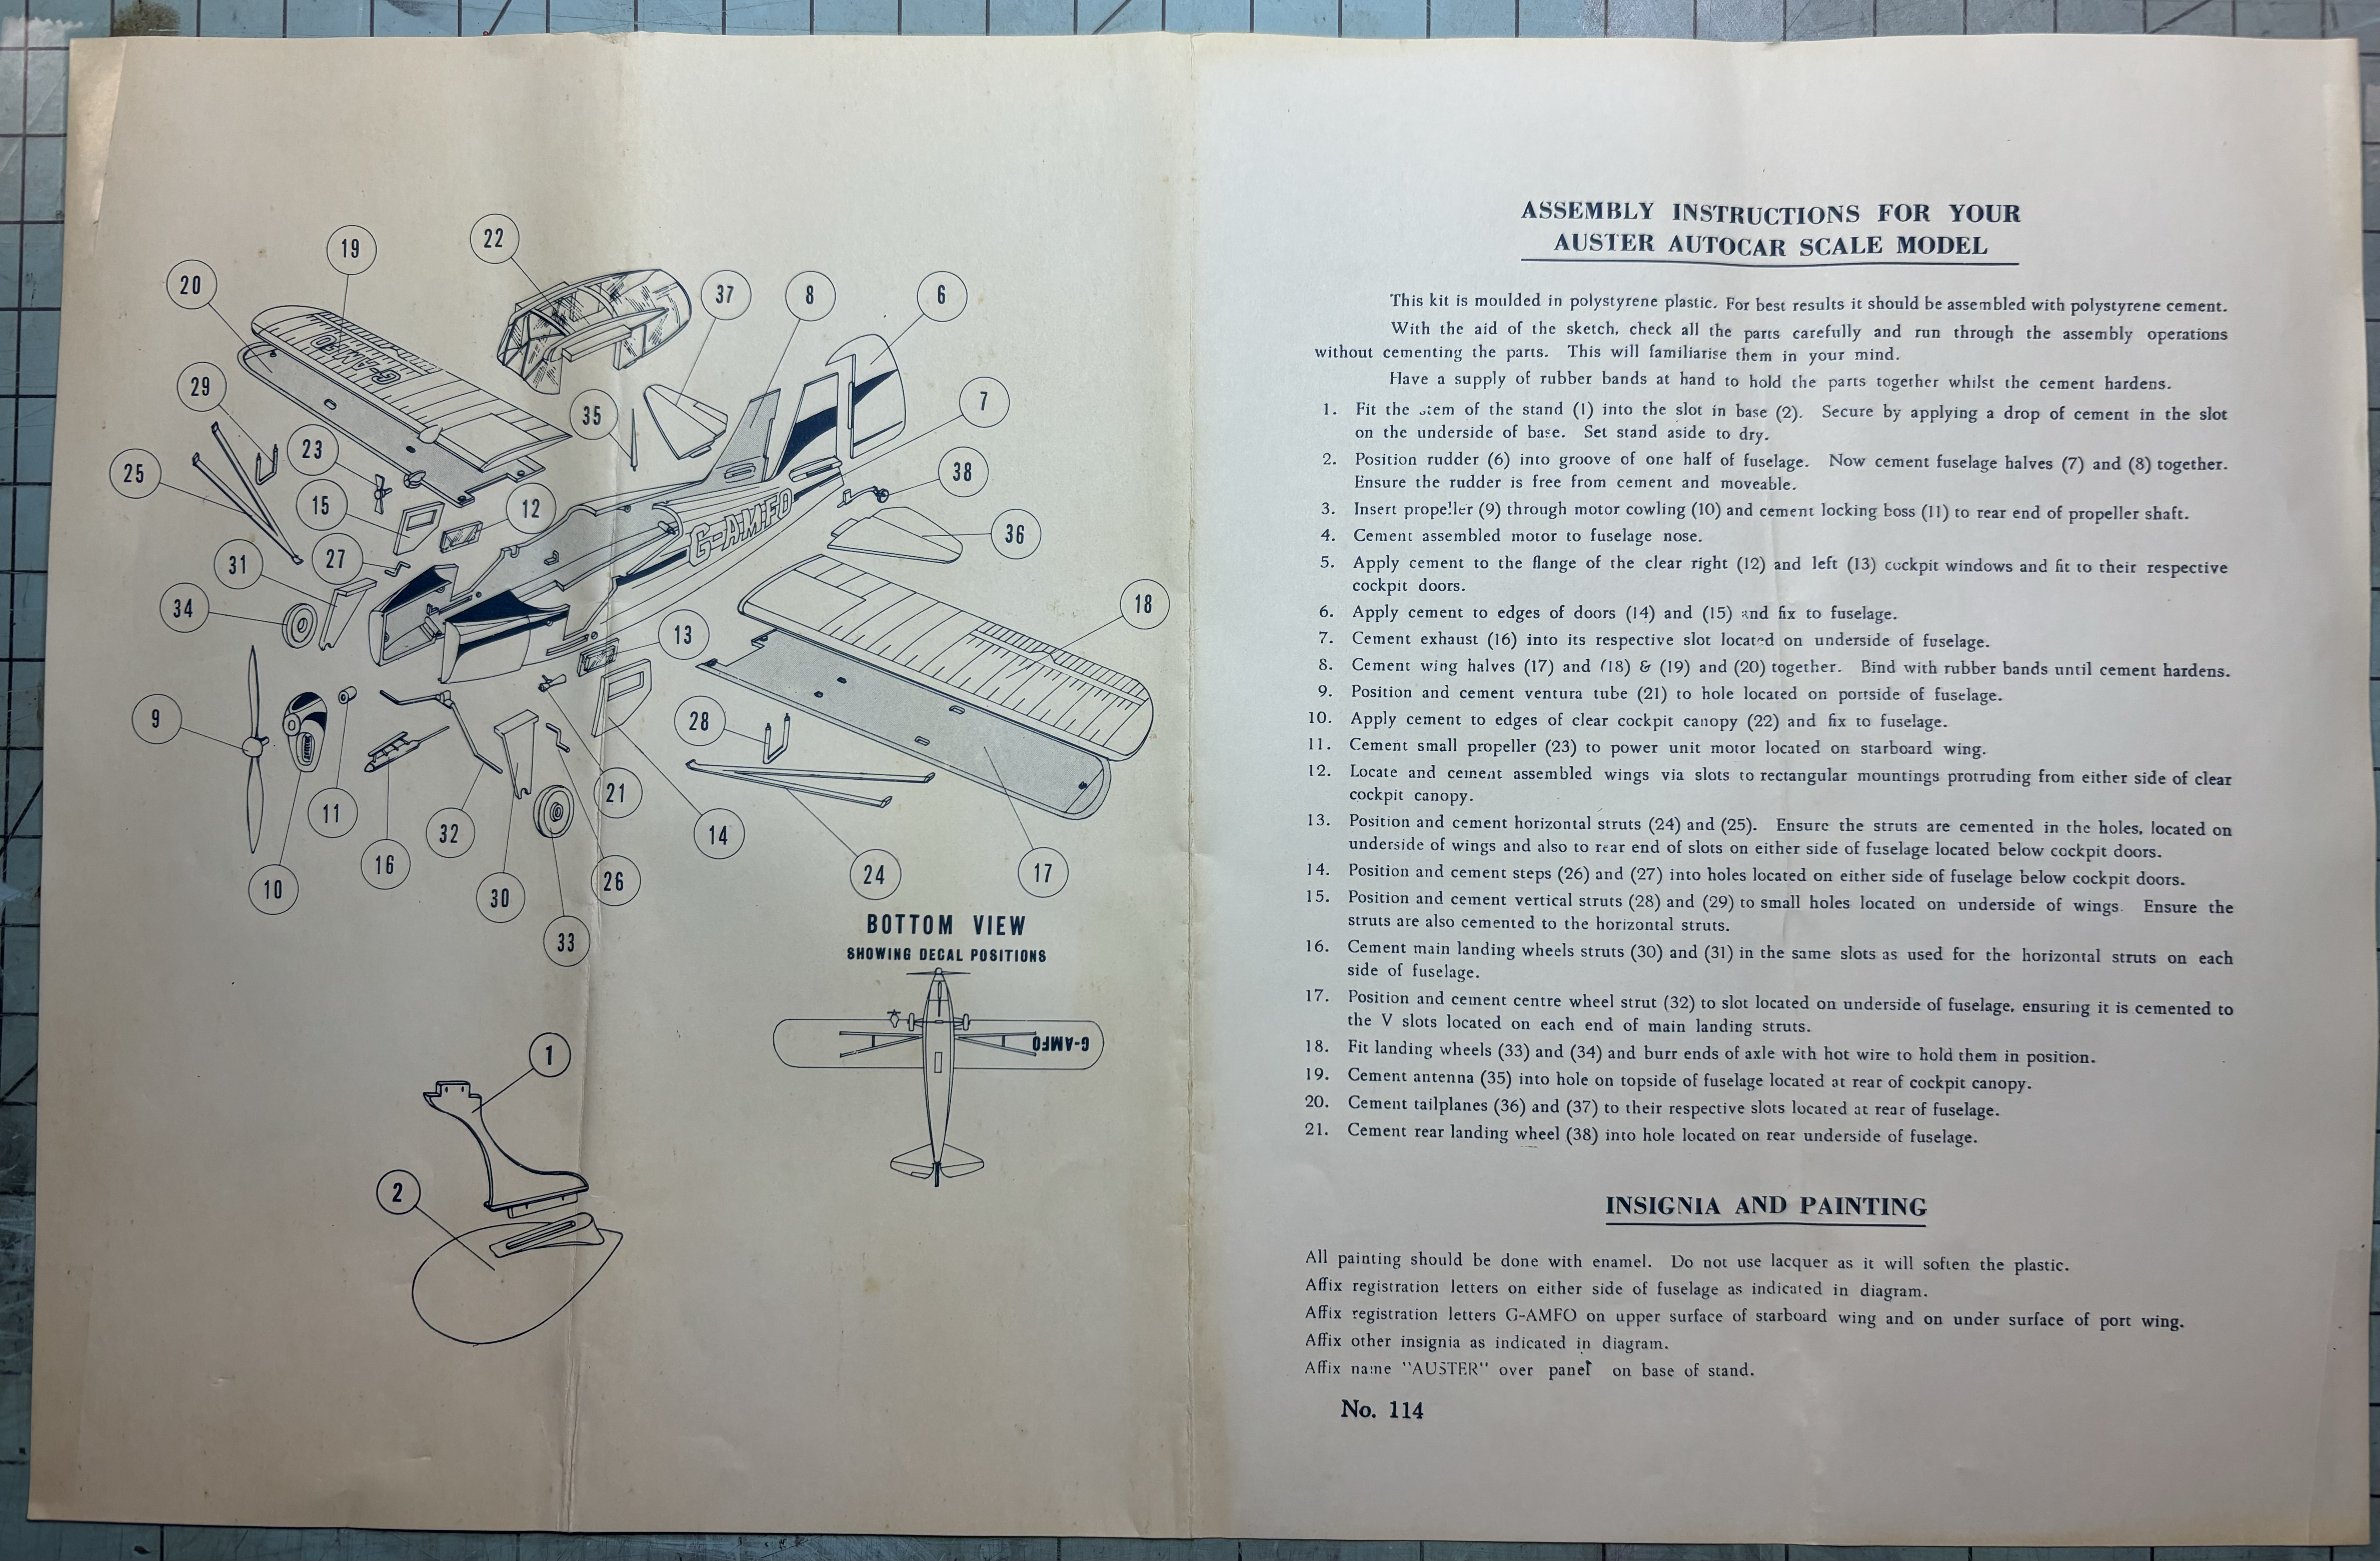 19
22
20
37
8
6
29
35
7
23
25
38
15
12
G-AMFO
G-AMFO
36
31
27
34
18
13
9
28
21
11
14
32
16
10
30
26
24
17
33
BOTTOM VIEW
SHOWING DECAL POSITIONS
G-AMFO
1
2
ASSEMBLY INSTRUCTIONS FOR YOUR
AUSTER AUTOCAR SCALE MODEL
This kit is moulded in polystyrene plastic. For best results it should be assembled with polystyrene cement.
With the aid of the sketch, check all the parts carefully and run through the assembly operations
without cementing the parts. This will familiarise them in your mind.
Have a supply of rubber bands at hand to hold the parts together whilst the cement hardens.
1. Fit the stem of the stand (1) into the slot in base (2). Secure by applying a drop of cement in the slot
on the underside of base. Set stand aside to dry.
2. Position rudder (6) into groove of one half of fuselage. Now cement fuselage halves (7) and (8) together.
Ensure the rudder is free from cement and moveable.
3. Insert propeller (9) through motor cowling (10) and cement locking boss (11) to rear end of propeller shaft.
4. Cement assembled motor to fuselage nose.
5. Apply cement to the flange of the clear right (12) and left (13) cockpit windows and fit to their respective
cockpit doors.
6. Apply cement to edges of doors (14) and (15) and fix to fuselage.
7. Cement exhaust (16) into its respective slot located on underside of fuselage.
8. Cement wing halves (17) and (18) & (19) and (20) together. Bind with rubber bands until cement hardens.
9. Position and cement ventura tube (21) to hole located on portside of fuselage.
10. Apply cement to edges of clear cockpit canopy (22) and fix to fuselage.
11. Cement small propeller (23) to power unit motor located on starboard wing.
12. Locate and cement assembled wings via slots to rectangular mountings protruding from either side of clear
cockpit canopy.
13. Position and cement horizontal struts (24) and (25). Ensure the struts are cemented in the holes, located on
underside of wings and also to rear end of slots on either side of fuselage located below cockpit doors.
14. Position and cement steps (26) and (27) into holes located on either side of fuselage below cockpit doors.
15. Position and cement vertical struts (28) and (29) to small holes located on underside of wings. Ensure the
struts are also cemented to the horizontal struts.
16. Cement main landing wheels struts (30) and (31) in the same slots as used for the horizontal struts on each
side of fuselage.
17. Position and cement centre wheel strut (32) to slot located on underside of fuselage, ensuring it is cemented to
the V slots located on each end of main landing struts.
18. Fit landing wheels (33) and (34) and burr ends of axle with hot wire to hold them in position.
19. Cement antenna (35) into hole on topside of fuselage located at rear of cockpit canopy.
20. Cement tailplanes (36) and (37) to their respective slots located at rear of fuselage.
21. Cement rear landing wheel (38) into hole located on rear underside of fuselage.
INSIGNIA AND PAINTING
All painting should be done with enamel. Do not use lacquer as it will soften the plastic.
Affix registration letters on either side of fuselage as indicated in diagram.
Affix registration letters G-AMFO on upper surface of starboard wing and on under surface of port wing.
Affix other insignia as indicated in diagram.
Affix name "AUSTER" over panel on base of stand.
No. 114